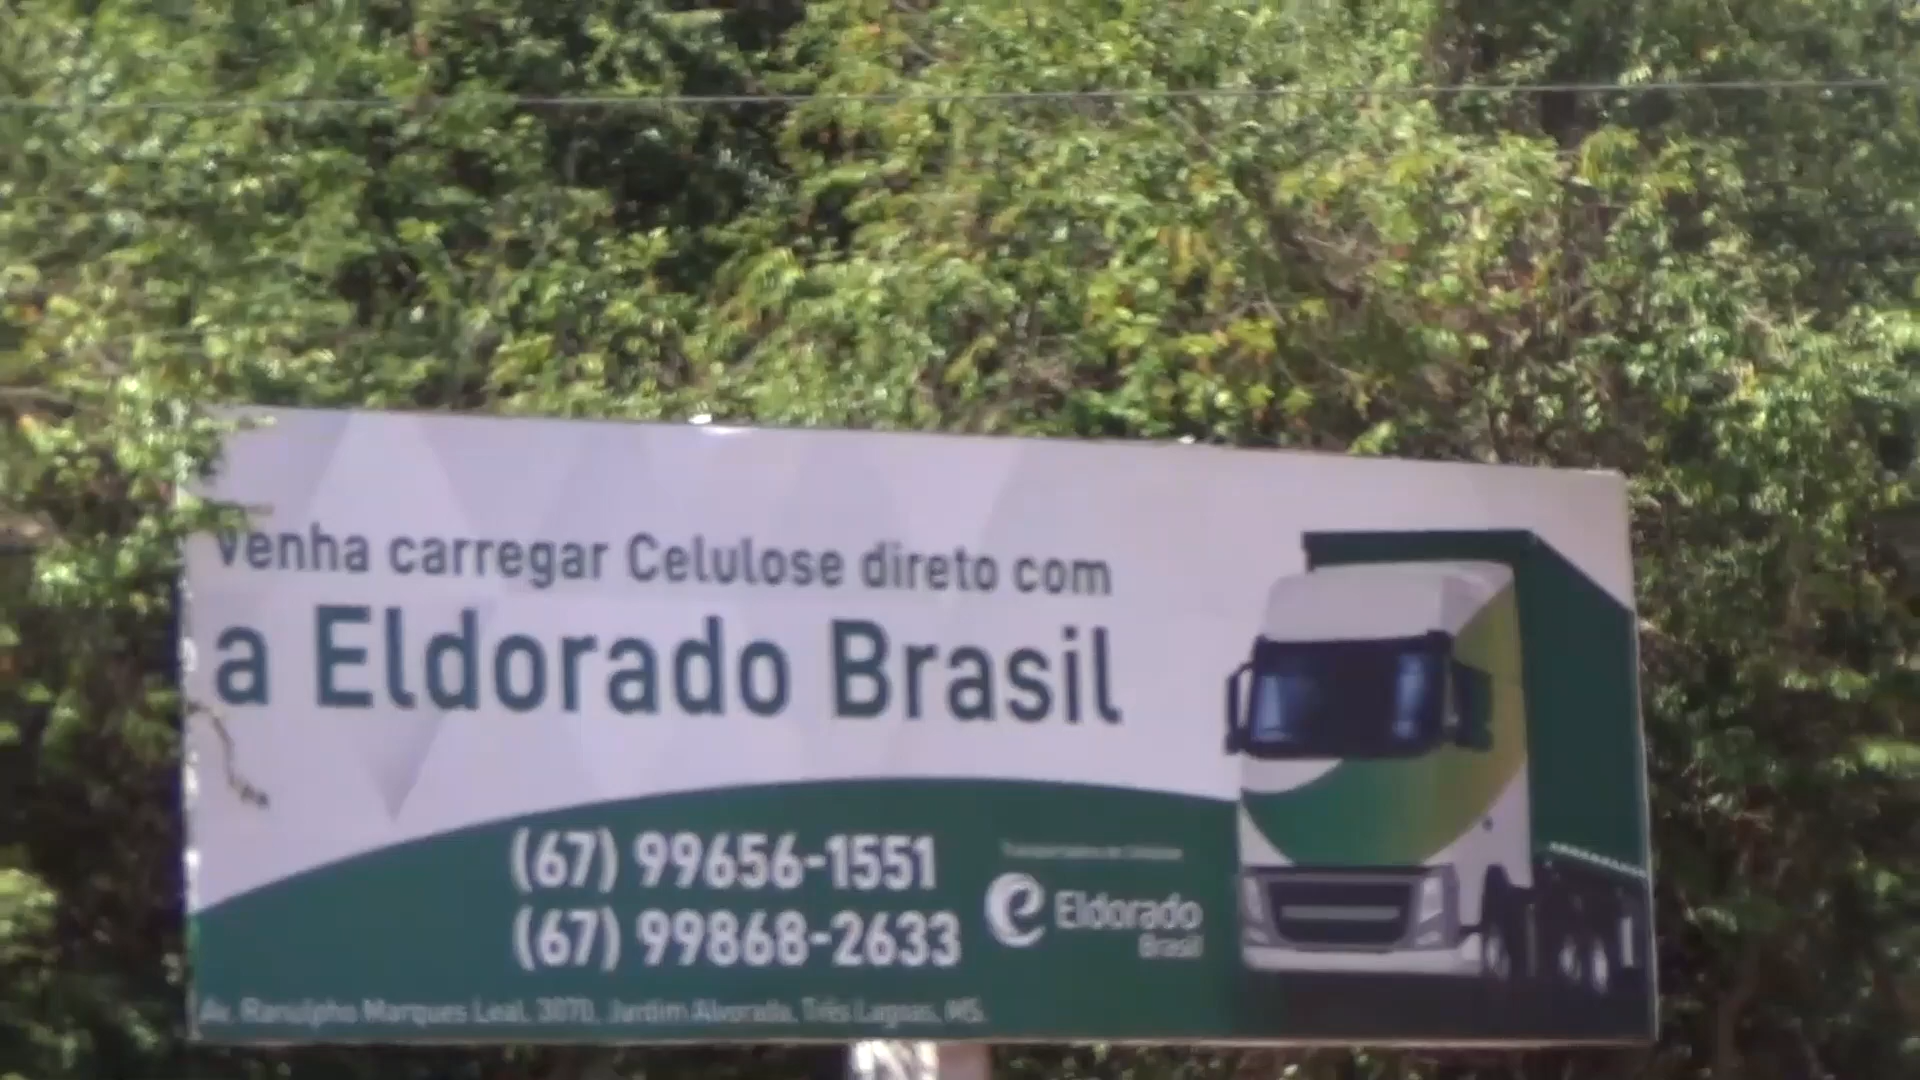 Venha carregar Celulose direto com
a Eldorado Brasil
(67) 99656-1551
(67) 99868-2633
Eldorado
Brasil
Av. Ranulpho Marques Leal, 3070, Jardim Alvorada, Três Lagoas, MS.